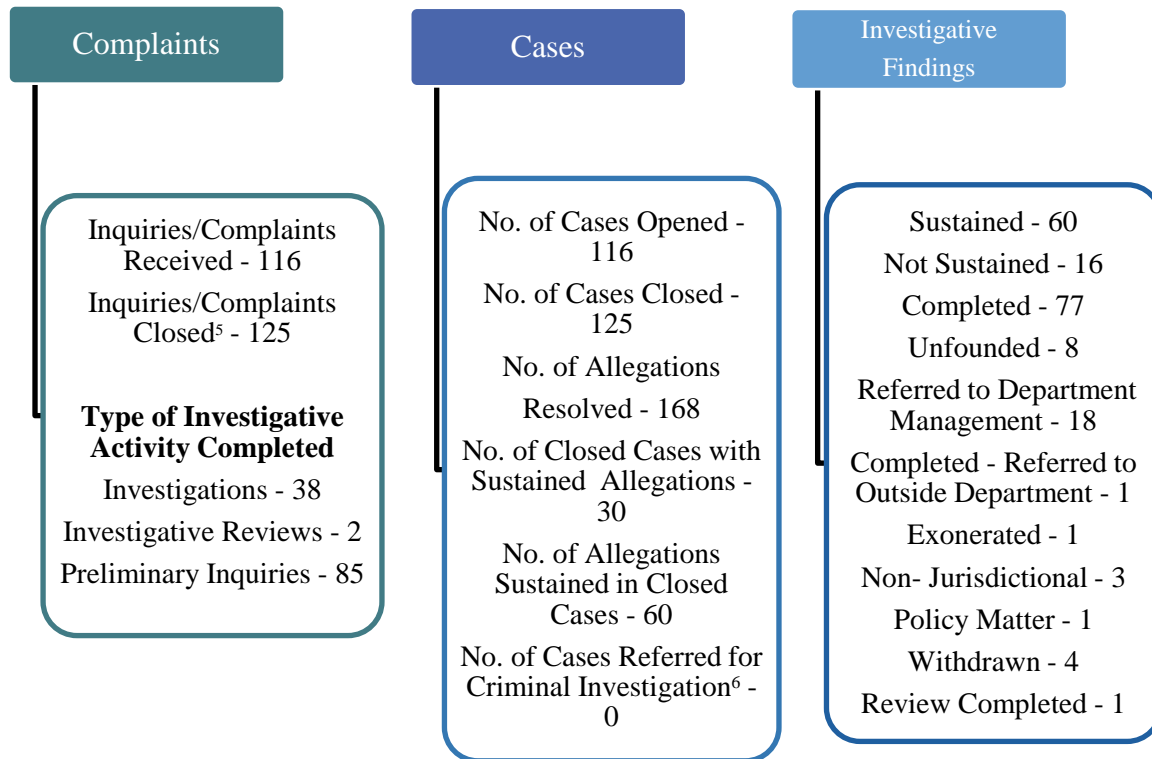 Complaints
Inquiries/Complaints
Received - 116
Inquiries/Complaints
Closed⁵ - 125
Type of Investigative
Activity Completed
Investigations - 38
Investigative Reviews - 2
Preliminary Inquiries - 85
Cases
No. of Cases Opened -
116
No. of Cases Closed -
125
No. of Allegations
Resolved - 168
No. of Closed Cases with
Sustained Allegations -
30
No. of Allegations
Sustained in Closed
Cases - 60
No. of Cases Referred for
Criminal Investigation⁶ -
0
Investigative
Findings
Sustained - 60
Not Sustained - 16
Completed - 77
Unfounded - 8
Referred to Department
Management - 18
Completed - Referred to
Outside Department - 1
Exonerated - 1
Non- Jurisdictional - 3
Policy Matter - 1
Withdrawn - 4
Review Completed - 1